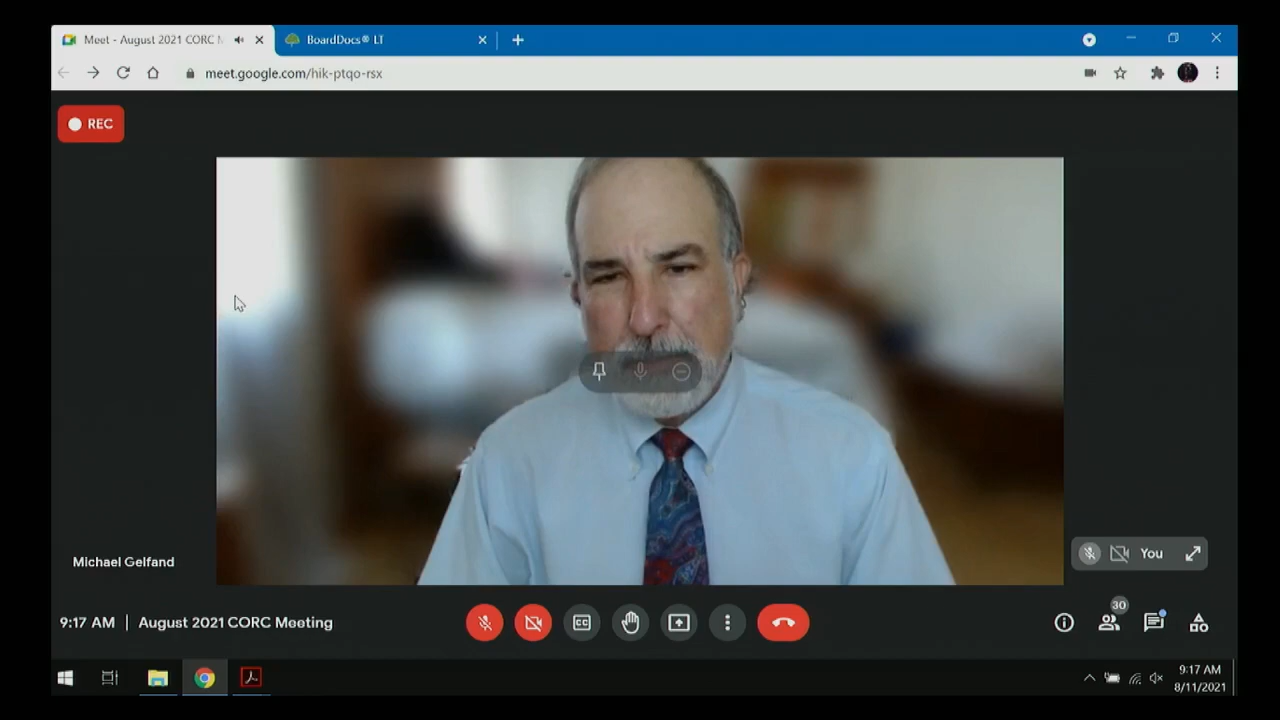 Meet - August 2021 CORC M
BoardDocs® LT
meet.google.com/hik-ptqo-rsx
REC
Michael Gelfand
You
9:17 AM | August 2021 CORC Meeting
CC
30
9:17 AM
8/11/2021